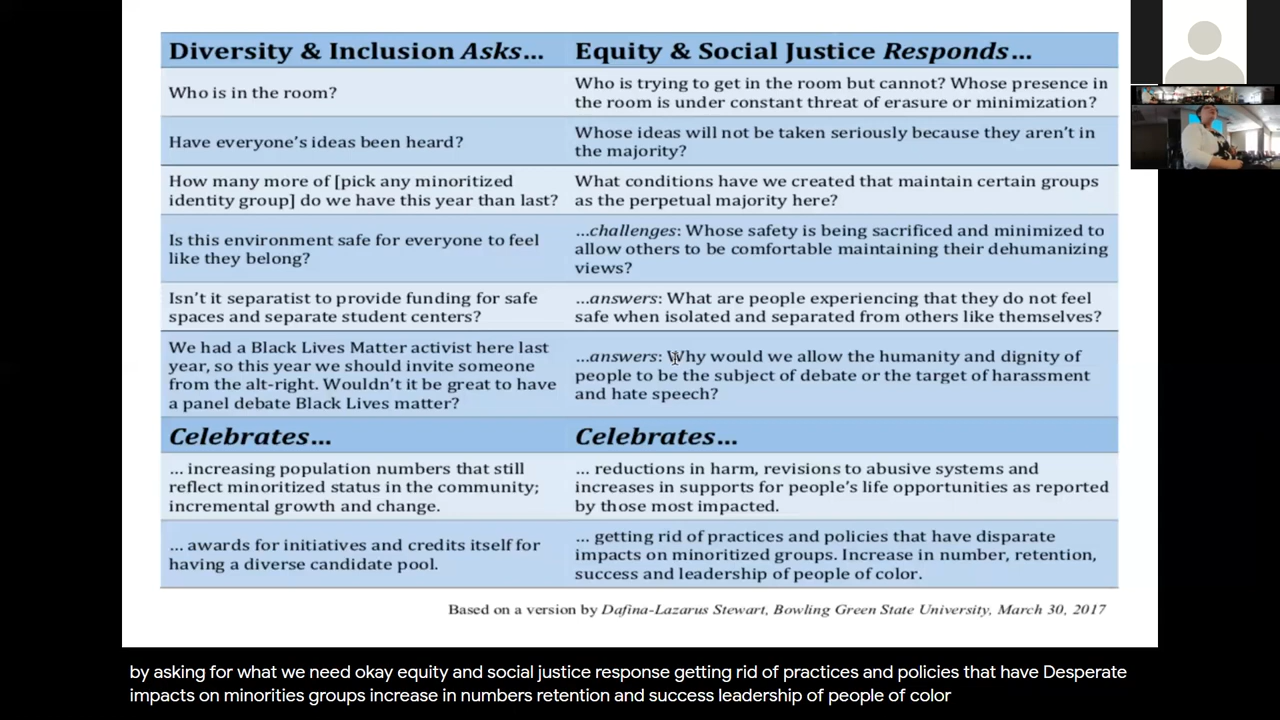 Diversity & Inclusion Asks…
Equity & Social Justice Responds…
Who is in the room?
Who is trying to get in the room but cannot? Whose presence in
the room is under constant threat of erasure or minimization?
Have everyone's ideas been heard?
Whose ideas will not be taken seriously because they aren't in
the majority?
How many more of [pick any minoritized
identity group] do we have this year than last?
What conditions have we created that maintain certain groups
as the perpetual majority here?
Is this environment safe for everyone to feel
like they belong?
…challenges: Whose safety is being sacrificed and minimized to
allow others to be comfortable maintaining their dehumanizing
views?
Isn't it separatist to provide funding for safe
spaces and separate student centers?
…answers: What are people experiencing that they do not feel
safe when isolated and separated from others like themselves?
We had a Black Lives Matter activist here last
year, so this year we should invite someone
from the alt-right. Wouldn't it be great to have
a panel debate Black Lives matter?
…answers: Why would we allow the humanity and dignity of
people to be the subject of debate or the target of harassment
and hate speech?
Celebrates…
Celebrates…
… increasing population numbers that still
reflect minoritized status in the community;
incremental growth and change.
… reductions in harm, revisions to abusive systems and
increases in supports for people's life opportunities as reported
by those most impacted.
… awards for initiatives and credits itself for
having a diverse candidate pool.
… getting rid of practices and policies that have disparate
impacts on minoritized groups. Increase in number, retention,
success and leadership of people of color.
Based on a version by Dafina-Lazarus Stewart, Bowling Green State University, March 30, 2017
by asking for what we need okay equity and social justice response getting rid of practices and policies that have Desperate
impacts on minorities groups increase in numbers retention and success leadership of people of color